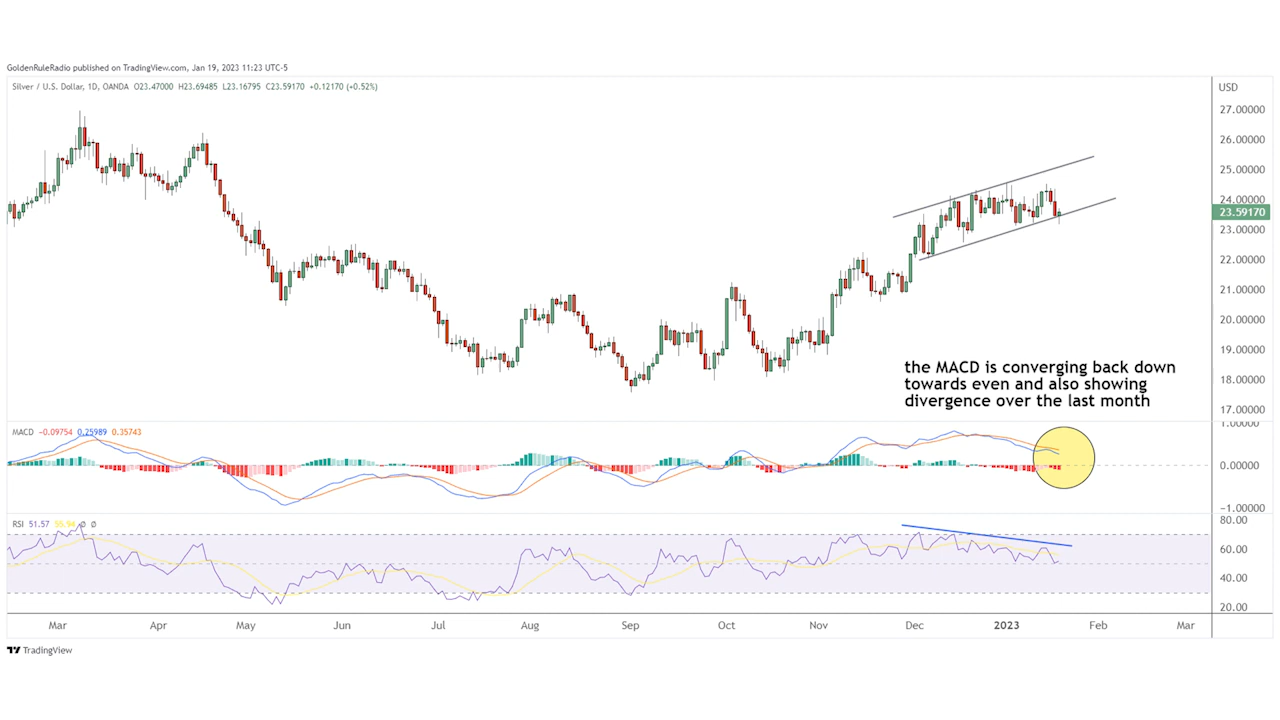 GoldenRuleRadio published on TradingView.com, Jan 19, 2023 11:23 UTC-5
Silver / U.S. Dollar, 1D, OANDA O23.47000 H23.69485 L23.16795 C23.59170 +0.12170 (+0.52%)
USD
27.00000
26.00000
25.00000
24.00000
23.59170
23.00000
22.00000
21.00000
20.00000
19.00000
18.00000
17.00000
the MACD is converging back down
towards even and also showing
divergence over the last month
MACD −0.09754 0.25989 0.35743
1.00000
0.00000
−1.00000
RSI 51.57 55.94 Ø Ø
80.00
60.00
40.00
20.00
Mar Apr May Jun Jul Aug Sep Oct Nov Dec 2023 Feb Mar
TradingView